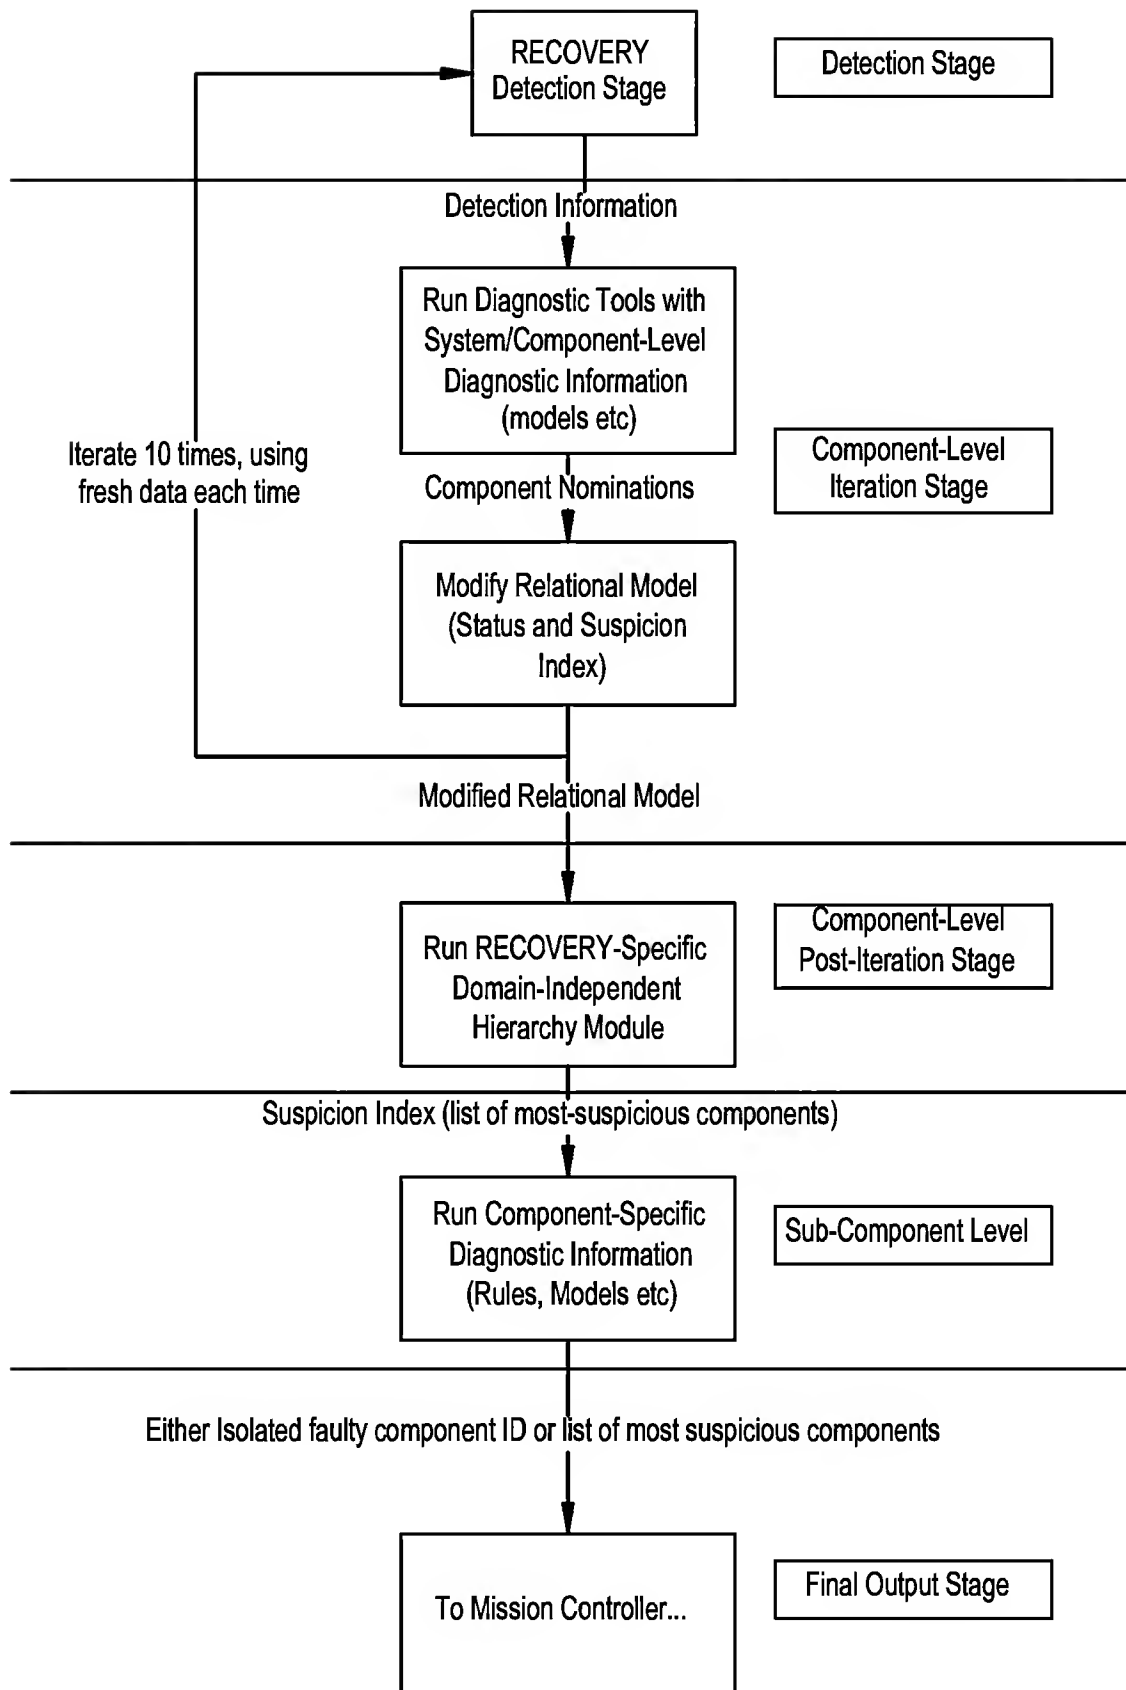 RECOVERY
Detection Stage
Detection Stage
Detection Information
Run Diagnostic Tools with
System/Component-Level
Diagnostic Information
(models etc)
Iterate 10 times, using
fresh data each time
Component-Level
Iteration Stage
Component Nominations
Modify Relational Model
(Status and Suspicion
Index)
Modified Relational Model
Run RECOVERY-Specific
Domain-Independent
Hierarchy Module
Component-Level
Post-Iteration Stage
Suspicion Index (list of most-suspicious components)
Run Component-Specific
Diagnostic Information
(Rules, Models etc)
Sub-Component Level
Either Isolated faulty component ID or list of most suspicious components
To Mission Controller...
Final Output Stage